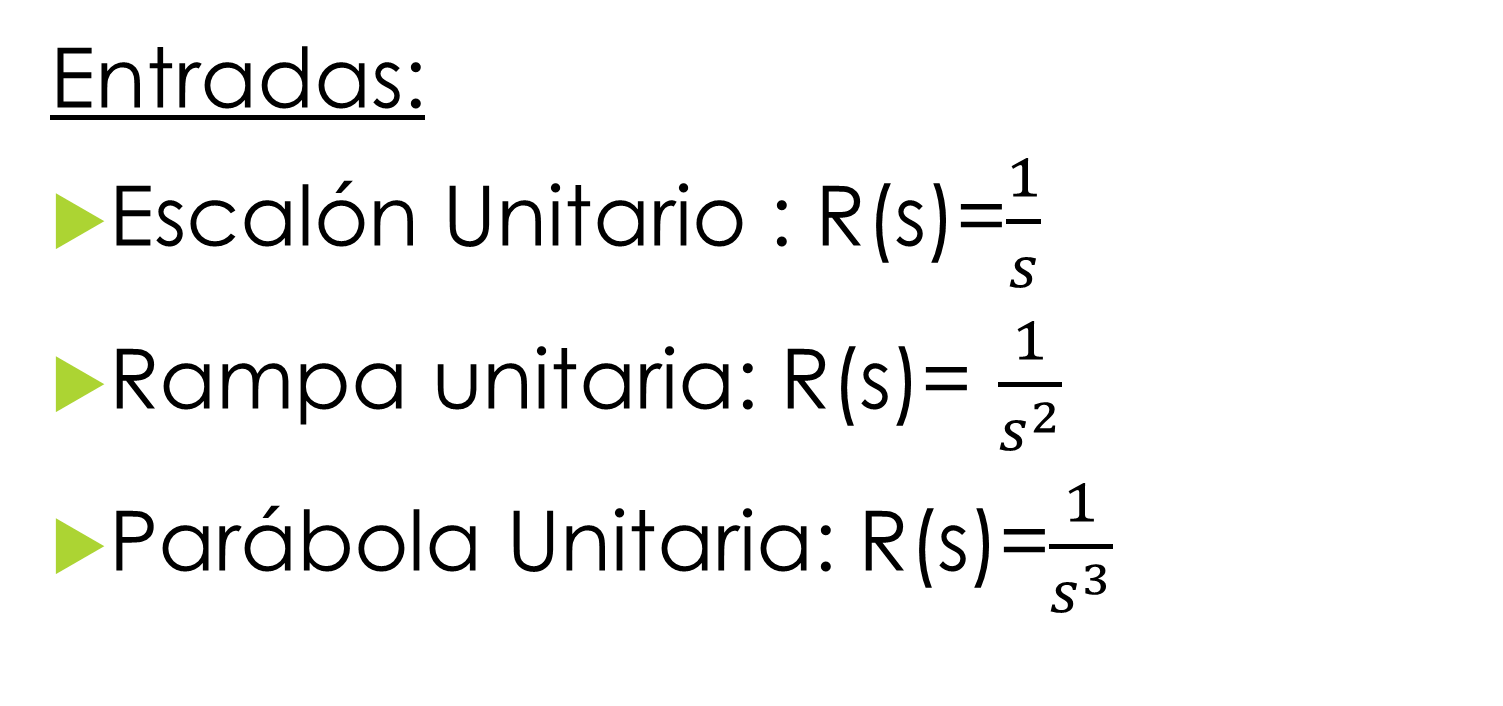 Entradas:
Escalón Unitario : R(s)=1/s
Rampa unitaria: R(s)= 1/s²
Parábola Unitaria: R(s)=1/s³